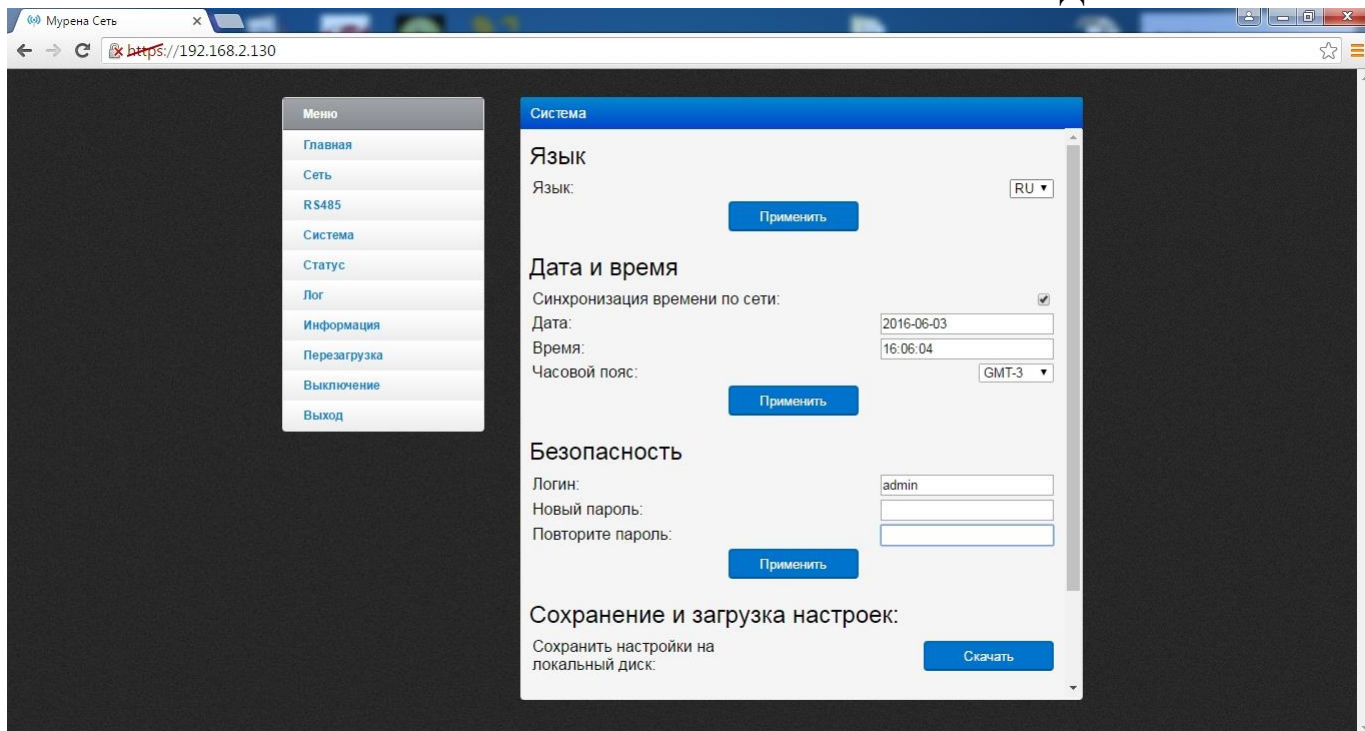 Мурена Сеть
https://192.168.2.130
Меню
Главная
Сеть
RS485
Система
Статус
Лог
Информация
Перезагрузка
Выключение
Выход
Система
Язык
Язык: RU
Применить
Дата и время
Синхронизация времени по сети:
Дата: 2016-06-03
Время: 16:06:04
Часовой пояс: GMT-3
Применить
Безопасность
Логин: admin
Новый пароль:
Повторите пароль:
Применить
Сохранение и загрузка настроек:
Сохранить настройки на
локальный диск:
Скачать